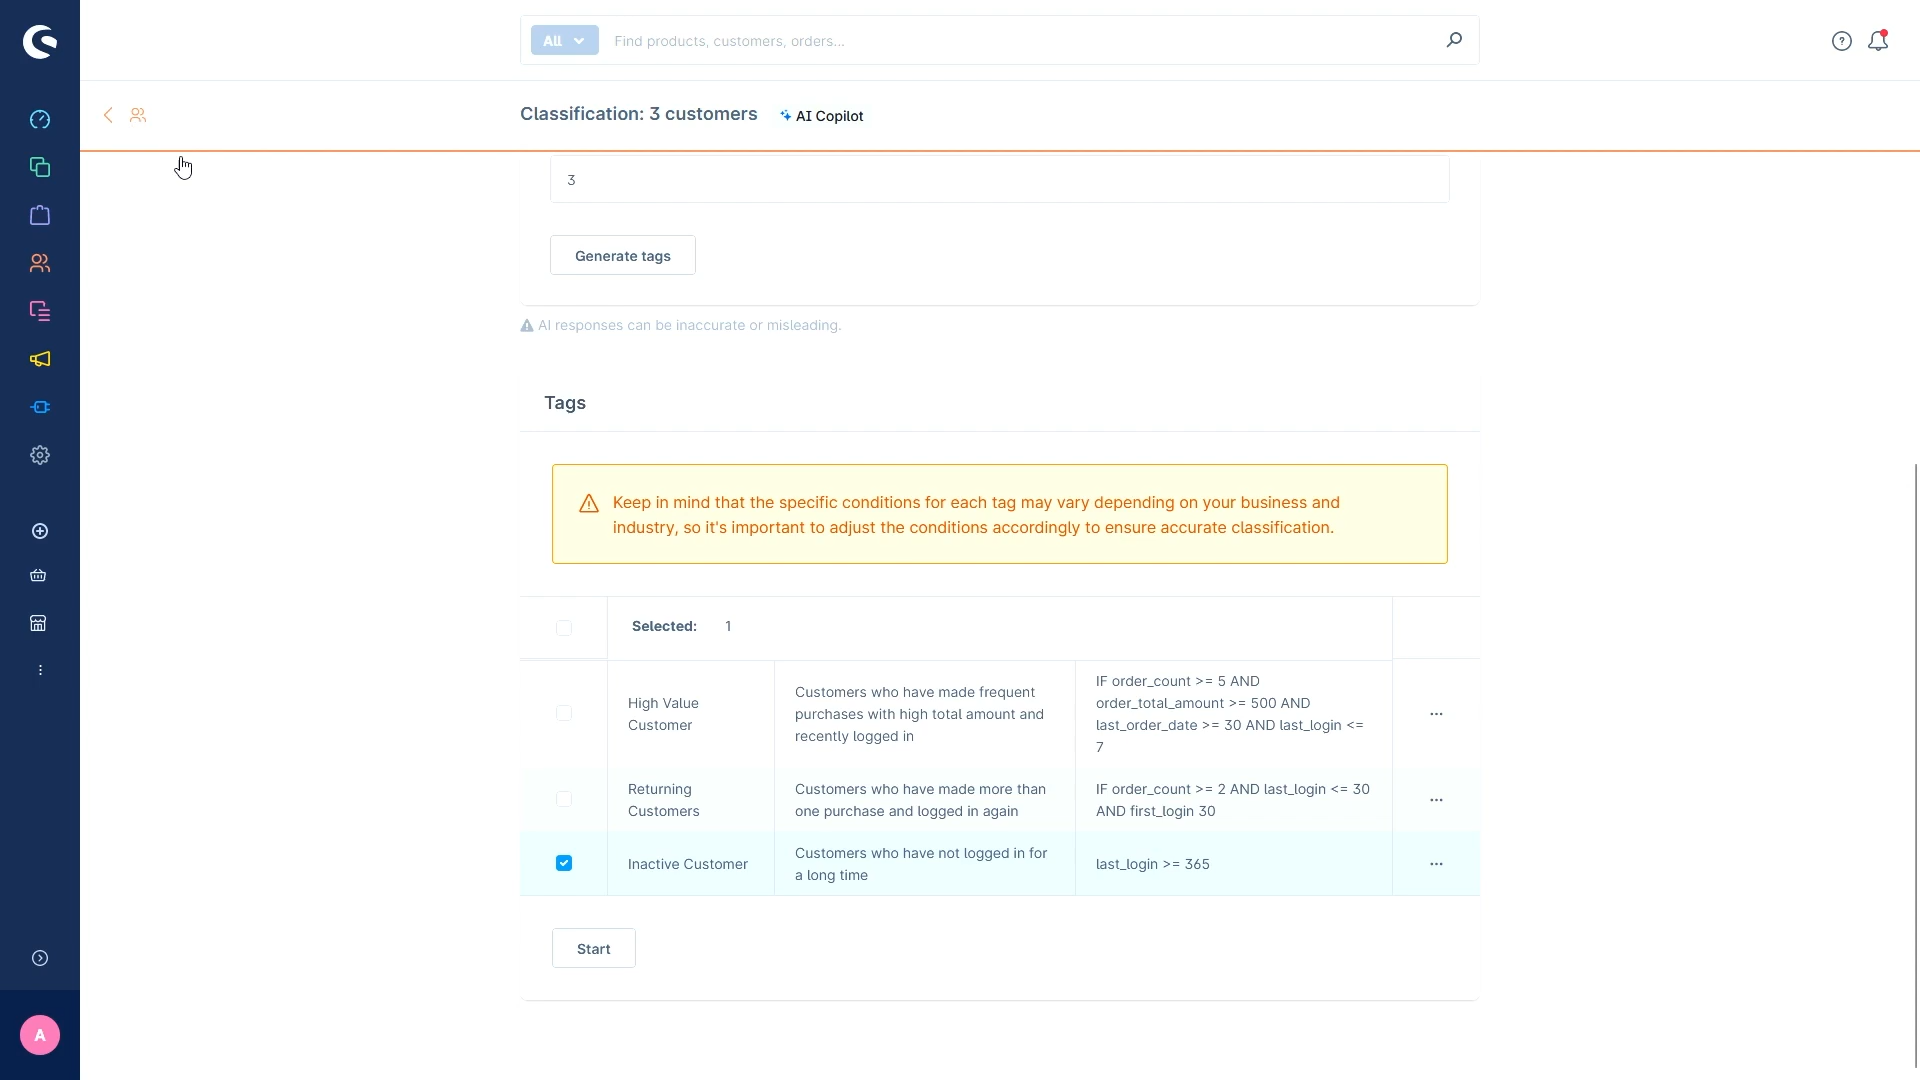 All
Find products, customers, orders...
Classification: 3 customers
AI Copilot
3
Generate tags
AI responses can be inaccurate or misleading.
Tags
Keep in mind that the specific conditions for each tag may vary depending on your business and
industry, so it's important to adjust the conditions accordingly to ensure accurate classification.
Selected: 1
High Value
Customer
Customers who have made frequent
purchases with high total amount and
recently logged in
IF order_count >= 5 AND
order_total_amount >= 500 AND
last_order_date >= 30 AND last_login <=
7
Returning
Customers
Customers who have made more than
one purchase and logged in again
IF order_count >= 2 AND last_login <= 30
AND first_login 30
Inactive Customer
Customers who have not logged in for
a long time
last_login >= 365
Start
A